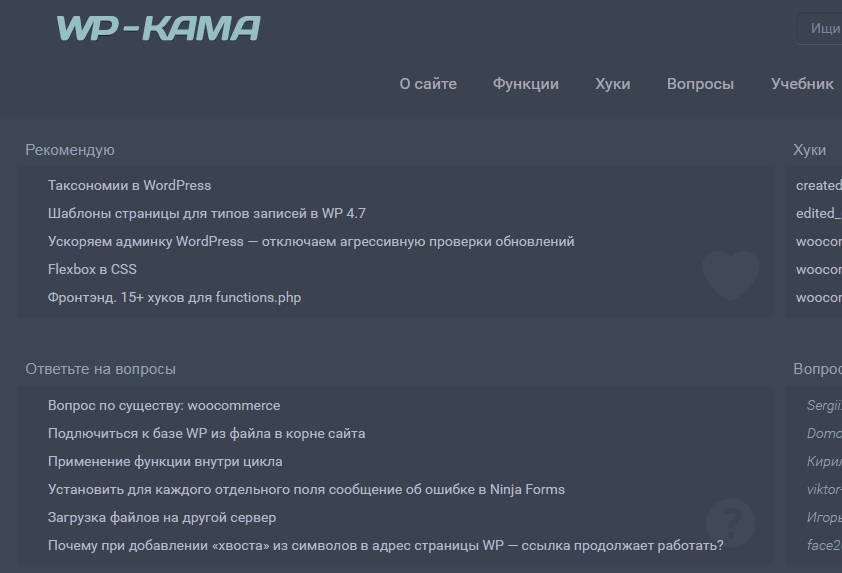 WP-KAMA
Ищи
О сайте Функции Хуки Вопросы Учебник
Рекомендую
Таксономии в WordPress
Шаблоны страницы для типов записей в WP 4.7
Ускоряем админку WordPress — отключаем агрессивную проверки обновлений
Flexbox в CSS
Фронтэнд. 15+ хуков для functions.php
Хуки
created
edited_
woocor
woocor
woocor
Ответьте на вопросы
Вопрос по существу: woocommerce
Подлючиться к базе WP из файла в корне сайта
Применение функции внутри цикла
Установить для каждого отдельного поля сообщение об ошибке в Ninja Forms
Загрузка файлов на другой сервер
Почему при добавлении «хвоста» из символов в адрес страницы WP — ссылка продолжает работать?
?
Вопрос
Sergii
Domo
Кирил
viktor
Игорь
face2